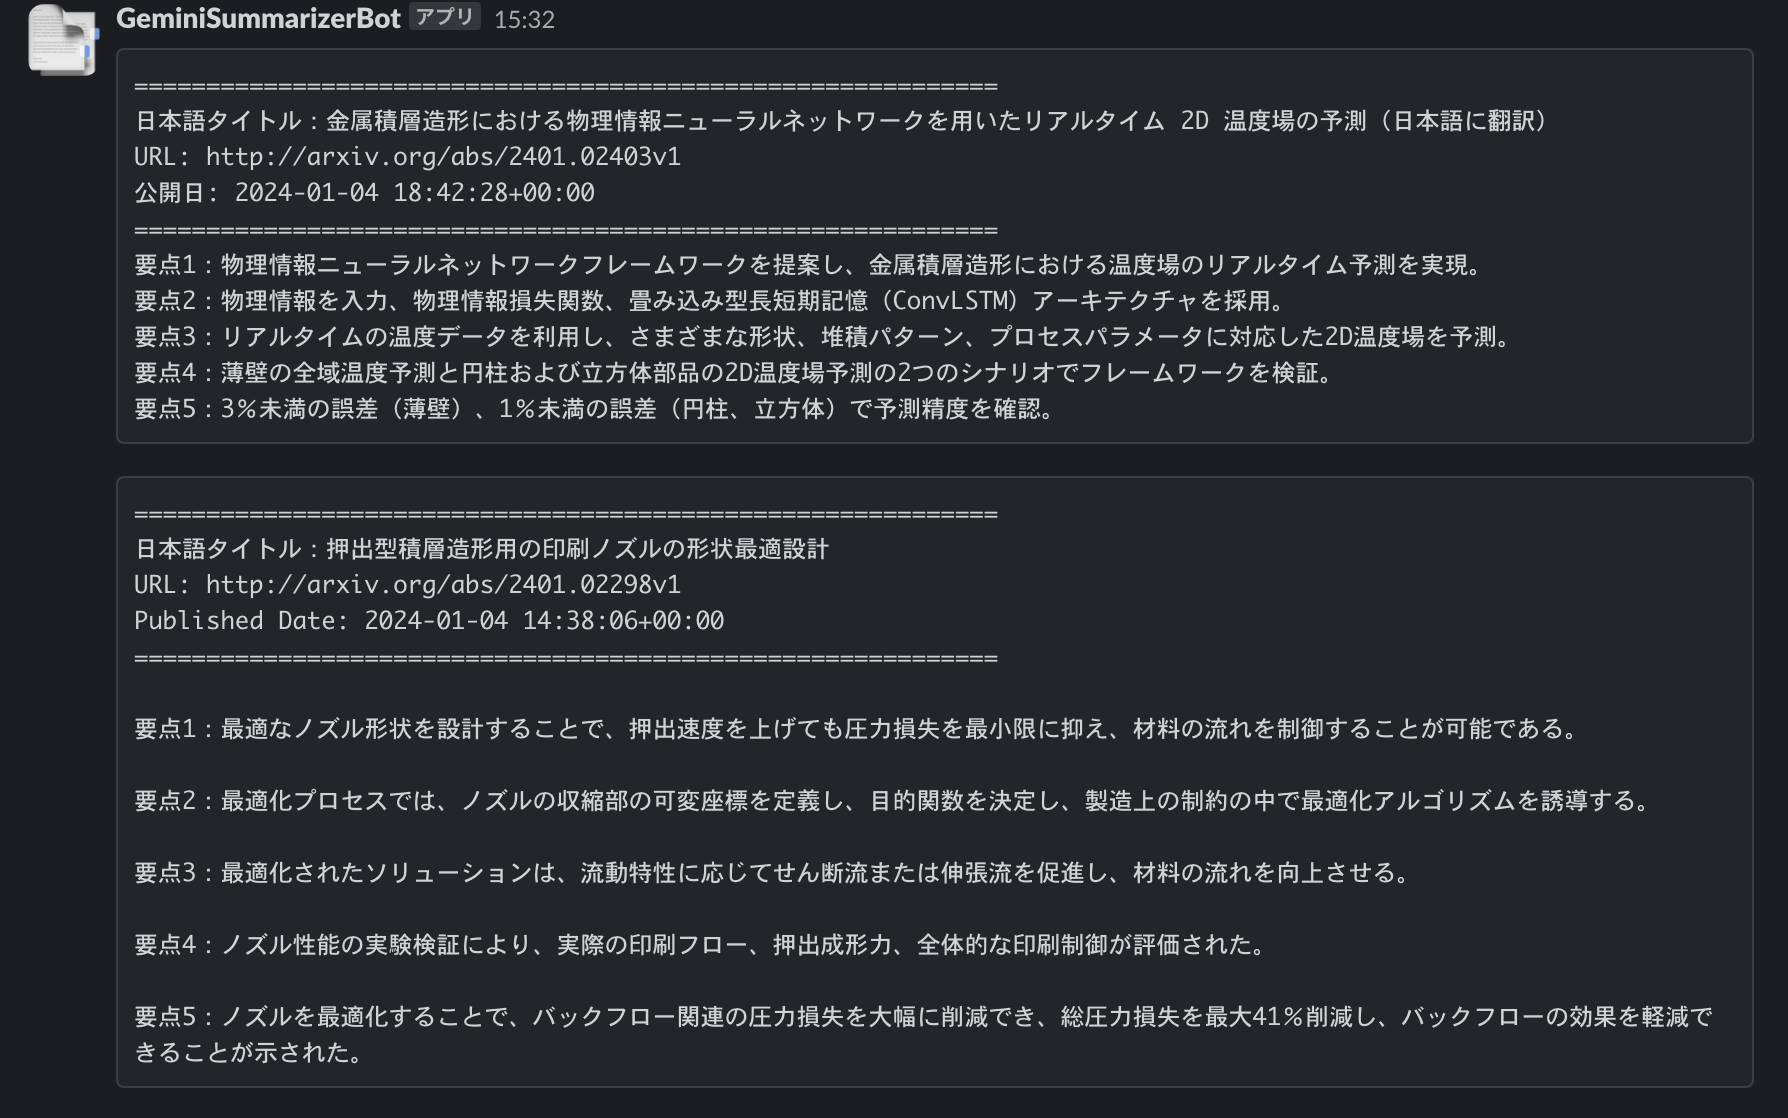 GeminiSummarizerBot アプリ 15:32
============================================================
日本語タイトル：金属積層造形における物理情報ニューラルネットワークを用いたリアルタイム 2D 温度場の予測（日本語に翻訳）
URL: http://arxiv.org/abs/2401.02403v1
公開日: 2024-01-04 18:42:28+00:00
============================================================
要点1：物理情報ニューラルネットワークフレームワークを提案し、金属積層造形における温度場のリアルタイム予測を実現。
要点2：物理情報を入力、物理情報損失関数、畳み込み型長短期記憶（ConvLSTM）アーキテクチャを採用。
要点3：リアルタイムの温度データを利用し、さまざまな形状、堆積パターン、プロセスパラメータに対応した2D温度場を予測。
要点4：薄壁の全域温度予測と円柱および立方体部品の2D温度場予測の2つのシナリオでフレームワークを検証。
要点5：3％未満の誤差（薄壁）、1％未満の誤差（円柱、立方体）で予測精度を確認。
============================================================
日本語タイトル：押出型積層造形用の印刷ノズルの形状最適設計
URL: http://arxiv.org/abs/2401.02298v1
Published Date: 2024-01-04 14:38:06+00:00
============================================================
要点1：最適なノズル形状を設計することで、押出速度を上げても圧力損失を最小限に抑え、材料の流れを制御することが可能である。
要点2：最適化プロセスでは、ノズルの収縮部の可変座標を定義し、目的関数を決定し、製造上の制約の中で最適化アルゴリズムを誘導する。
要点3：最適化されたソリューションは、流動特性に応じてせん断流または伸張流を促進し、材料の流れを向上させる。
要点4：ノズル性能の実験検証により、実際の印刷フロー、押出成形力、全体的な印刷制御が評価された。
要点5：ノズルを最適化することで、バックフロー関連の圧力損失を大幅に削減でき、総圧力損失を最大41％削減し、バックフローの効果を軽減で
きることが示された。